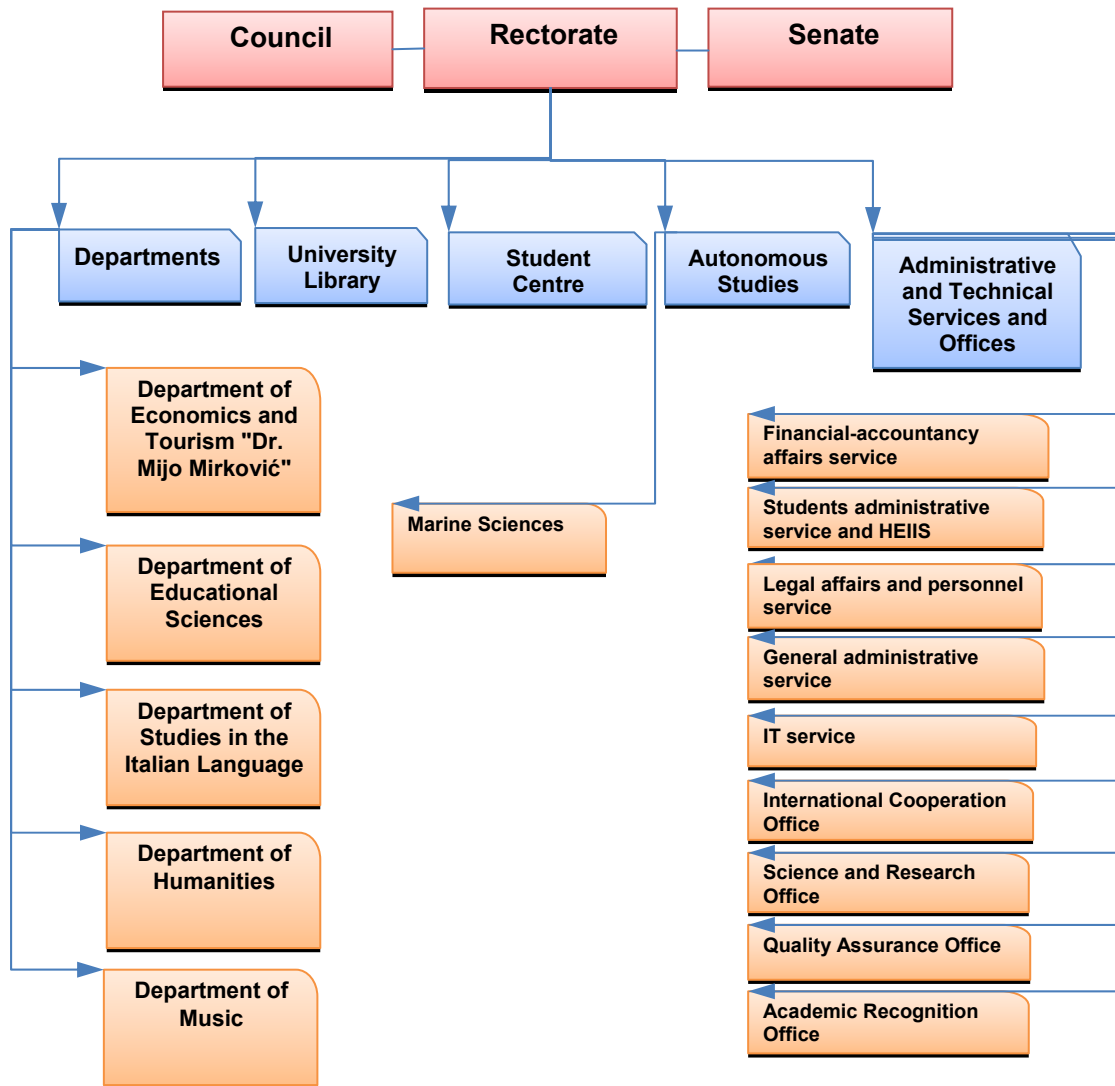 Council
Rectorate
Senate
Departments
University
Library
Student
Centre
Autonomous
Studies
Administrative
and Technical
Services and
Offices
Department of
Economics and
Tourism "Dr.
Mijo Mirković"
Department of
Educational
Sciences
Department of
Studies in the
Italian Language
Department of
Humanities
Department of
Music
Marine Sciences
Financial-accountancy
affairs service
Students administrative
service and HEIIS
Legal affairs and personnel
service
General administrative
service
IT service
International Cooperation
Office
Science and Research
Office
Quality Assurance Office
Academic Recognition
Office